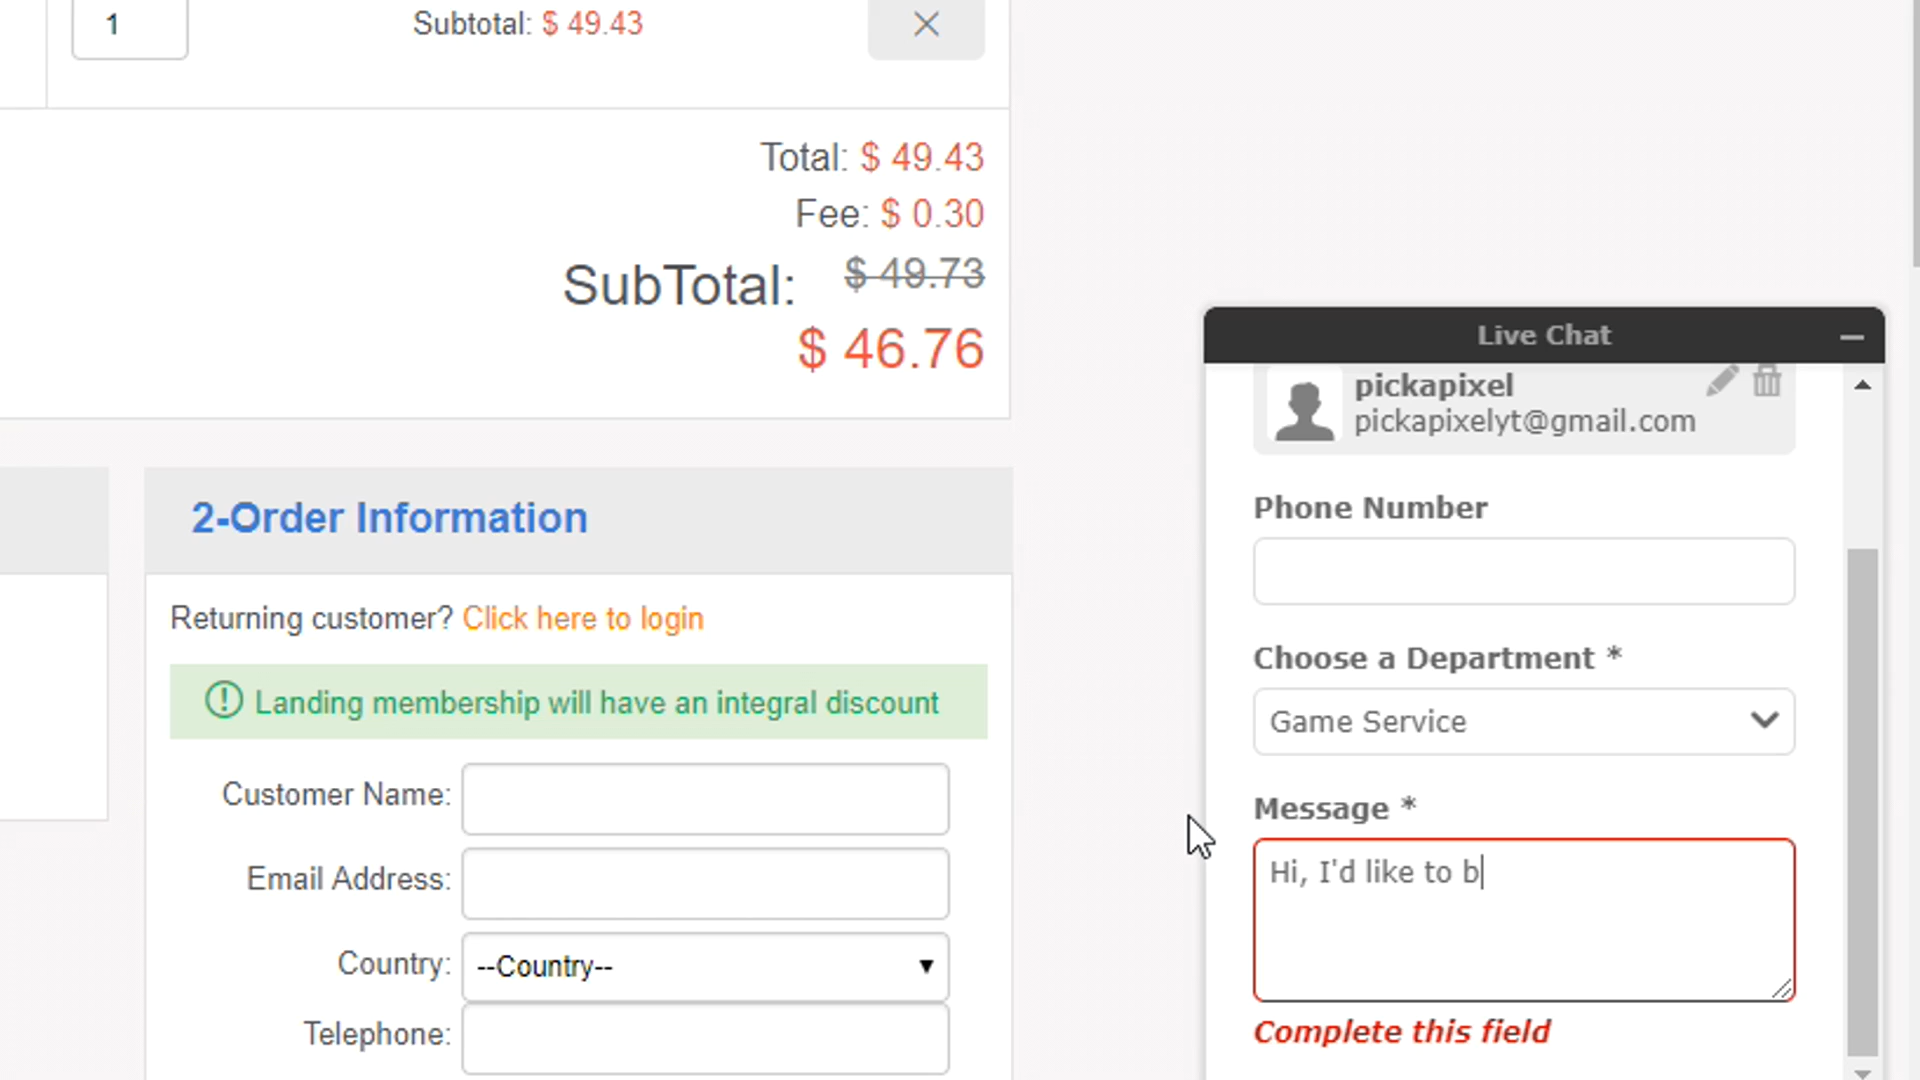 1
Subtotal: $ 49.43
Total: $ 49.43
Fee: $ 0.30
SubTotal: $ 49.73
$ 46.76
2-Order Information
Returning customer? Click here to login
Landing membership will have an integral discount
Customer Name:
Email Address:
Country: --Country--
Telephone:
Live Chat
pickapixel
pickapixelyt@gmail.com
Phone Number
Choose a Department *
Game Service
Message *
Hi, I'd like to b
Complete this field